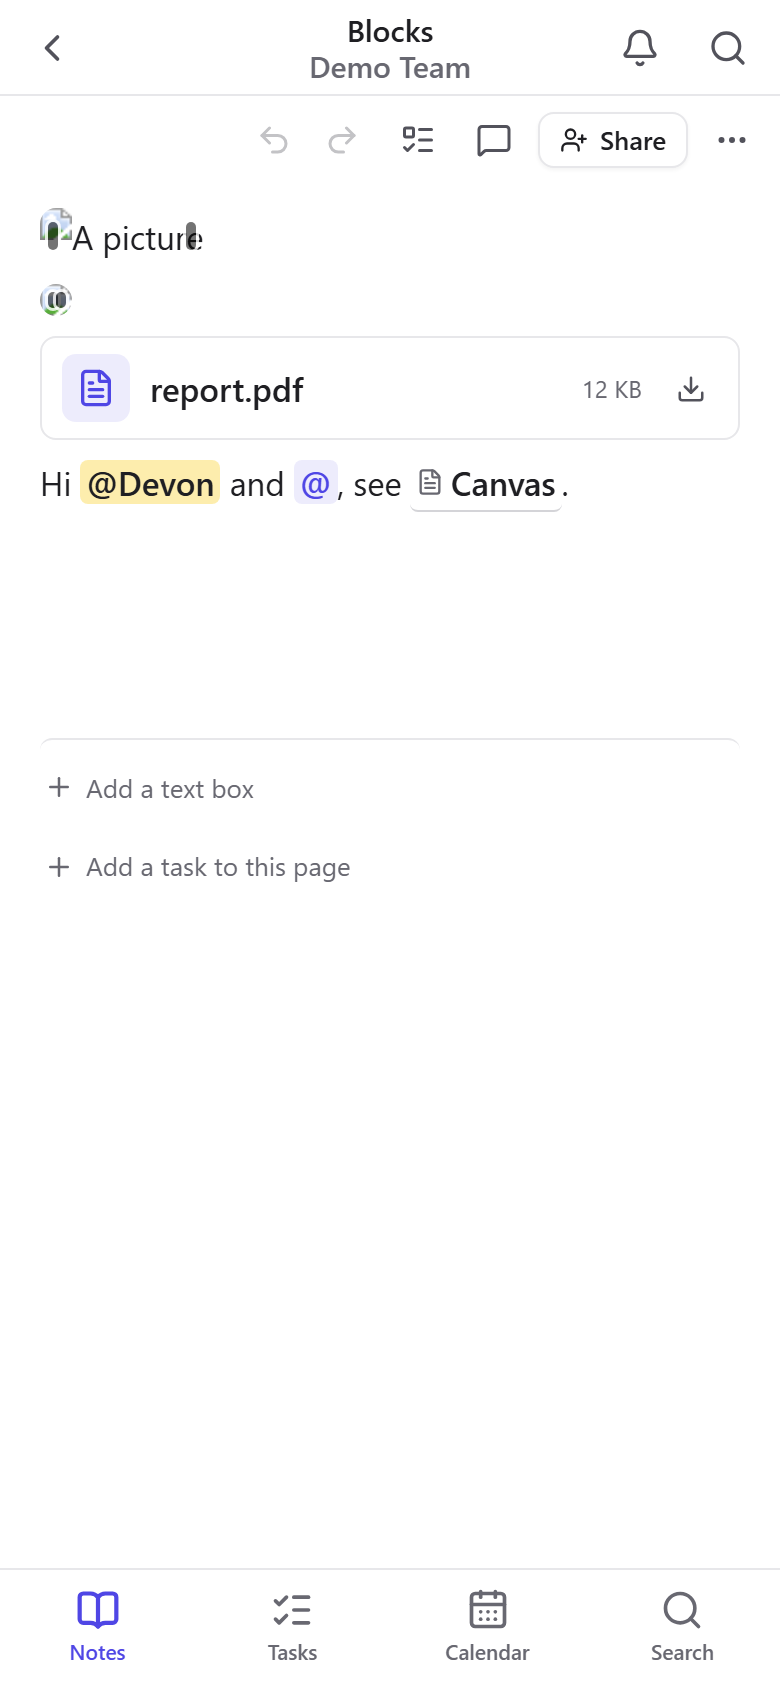 Blocks
Demo Team
Share
A picture
report.pdf
12 KB
Hi @Devon and @, see Canvas.
Add a text box
Add a task to this page
Notes
Tasks
Calendar
Search